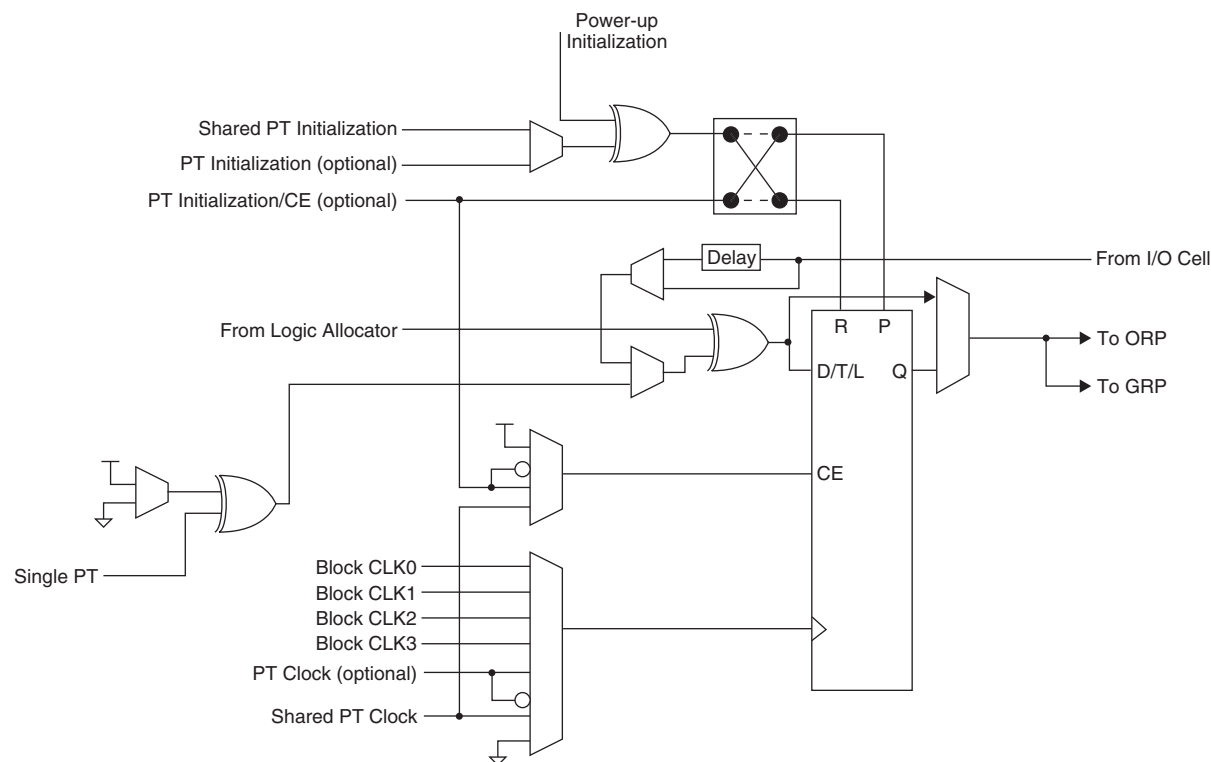 Power-up
Initialization
Shared PT Initialization
PT Initialization (optional)
PT Initialization/CE (optional)
Delay
From I/O Cell
From Logic Allocator
R
P
D/T/L
Q
To ORP
To GRP
CE
Single PT
Block CLK0
Block CLK1
Block CLK2
Block CLK3
PT Clock (optional)
Shared PT Clock